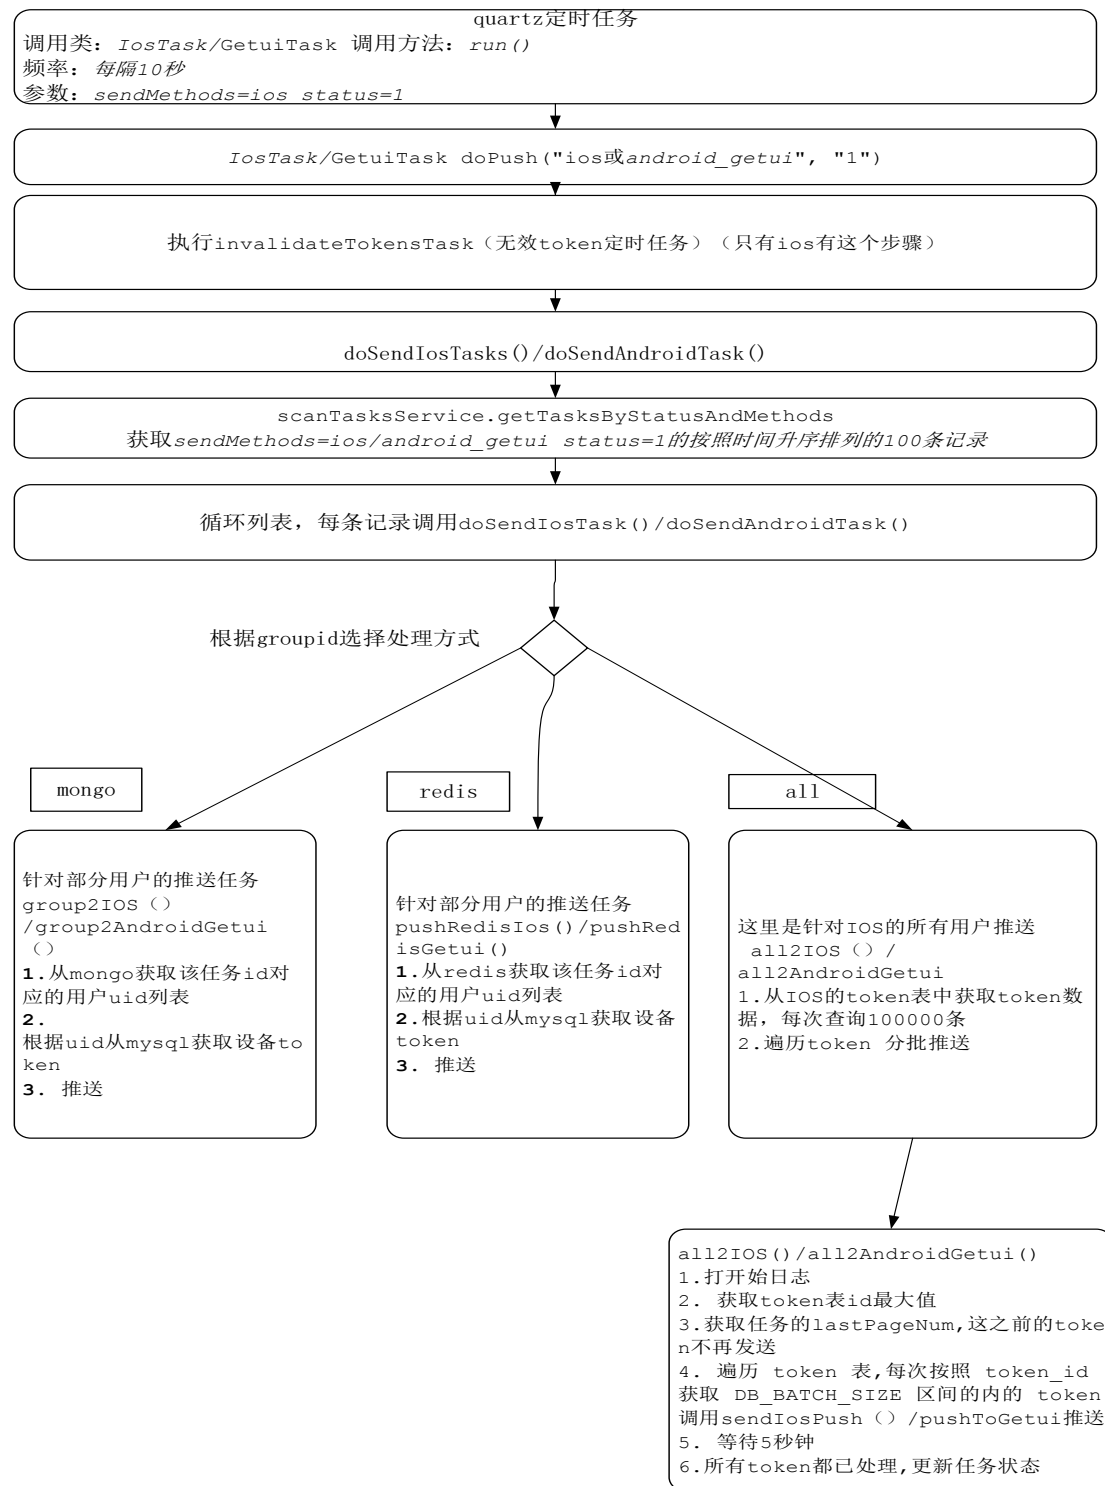 quartz定时任务
调用类：IosTask/GetuiTask 调用方法：run()
频率：每隔10秒
参数：sendMethods=ios status=1
IosTask/GetuiTask doPush("ios或android_getui", "1")
执行invalidateTokensTask（无效token定时任务）（只有ios有这个步骤）
doSendIosTasks()/doSendAndroidTask()
scanTasksService.getTasksByStatusAndMethods
获取sendMethods=ios/android_getui status=1的按照时间升序排列的100条记录
循环列表，每条记录调用doSendIosTask()/doSendAndroidTask()
根据groupid选择处理方式
mongo
针对部分用户的推送任务
group2IOS（）
/group2AndroidGetui
（）
1.从mongo获取该任务id对
应的用户uid列表
2.
根据uid从mysql获取设备to
ken
3. 推送
redis
针对部分用户的推送任务
pushRedisIos()/pushRed
isGetui()
1.从redis获取该任务id对
应的用户uid列表
2.根据uid从mysql获取设备
token
3. 推送
all
这里是针对IOS的所有用户推送
all2IOS（）/
all2AndroidGetui
1.从IOS的token表中获取token数
据，每次查询100000条
2.遍历token 分批推送
all2IOS()/all2AndroidGetui()
1.打开始日志
2. 获取token表id最大值
3.获取任务的lastPageNum,这之前的toke
n不再发送
4. 遍历 token 表,每次按照 token_id
获取 DB_BATCH_SIZE 区间的内的 token
调用sendIosPush（）/pushToGetui推送
5. 等待5秒钟
6.所有token都已处理,更新任务状态